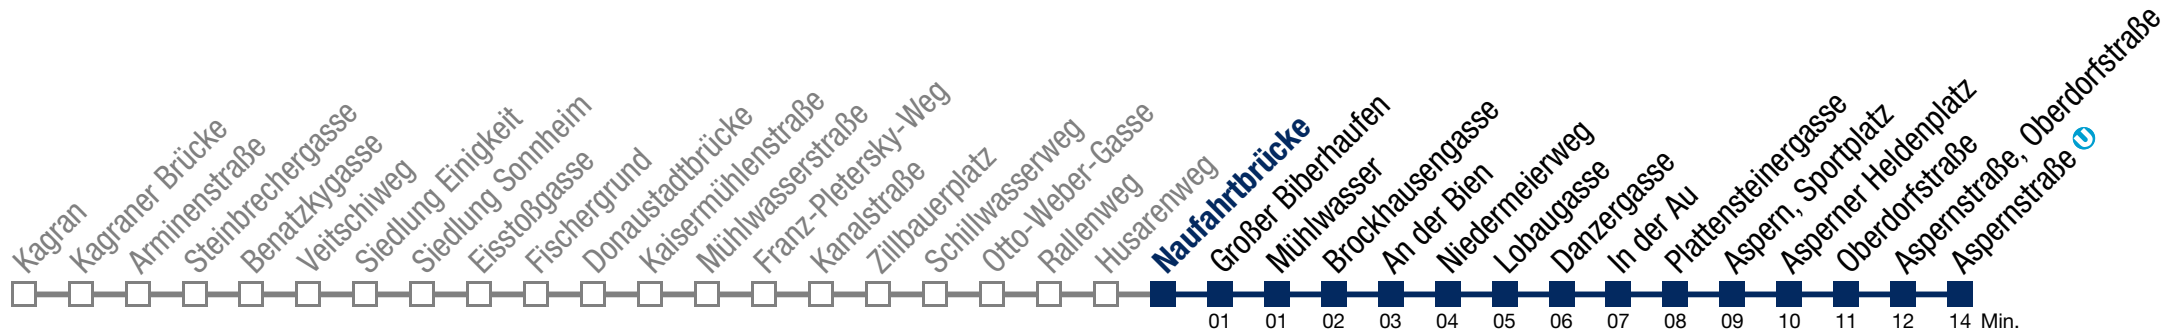 Kagran
Kagraner Brücke
Arminenstraße
Steinbrechergasse
Benatzkygasse
Veitschiweg
Siedlung Einigkeit
Siedlung Sonnheim
Eisstoßgasse
Fischergrund
Donaustadtbrücke
Kaisermühlenstraße
Mühlwasserstraße
Franz-Pletersky-Weg
Kanalstraße
Zillbauerplatz
Schillwasserweg
Otto-Weber-Gasse
Rallenweg
Husarenweg
Naufahrtbrücke
Großer Biberhaufen
Mühlwasser
Brockhausengasse
An der Bien
Niedermeierweg
Lobaugasse
Danzergasse
In der Au
Plattensteinergasse
Aspern, Sportplatz
Asperner Heldenplatz
Oberdorfstraße
Aspernstraße, Oberdorfstraße
Aspernstraße U
01 01 02 03 04 05 06 07 08 09 10 11 12 14 Min.